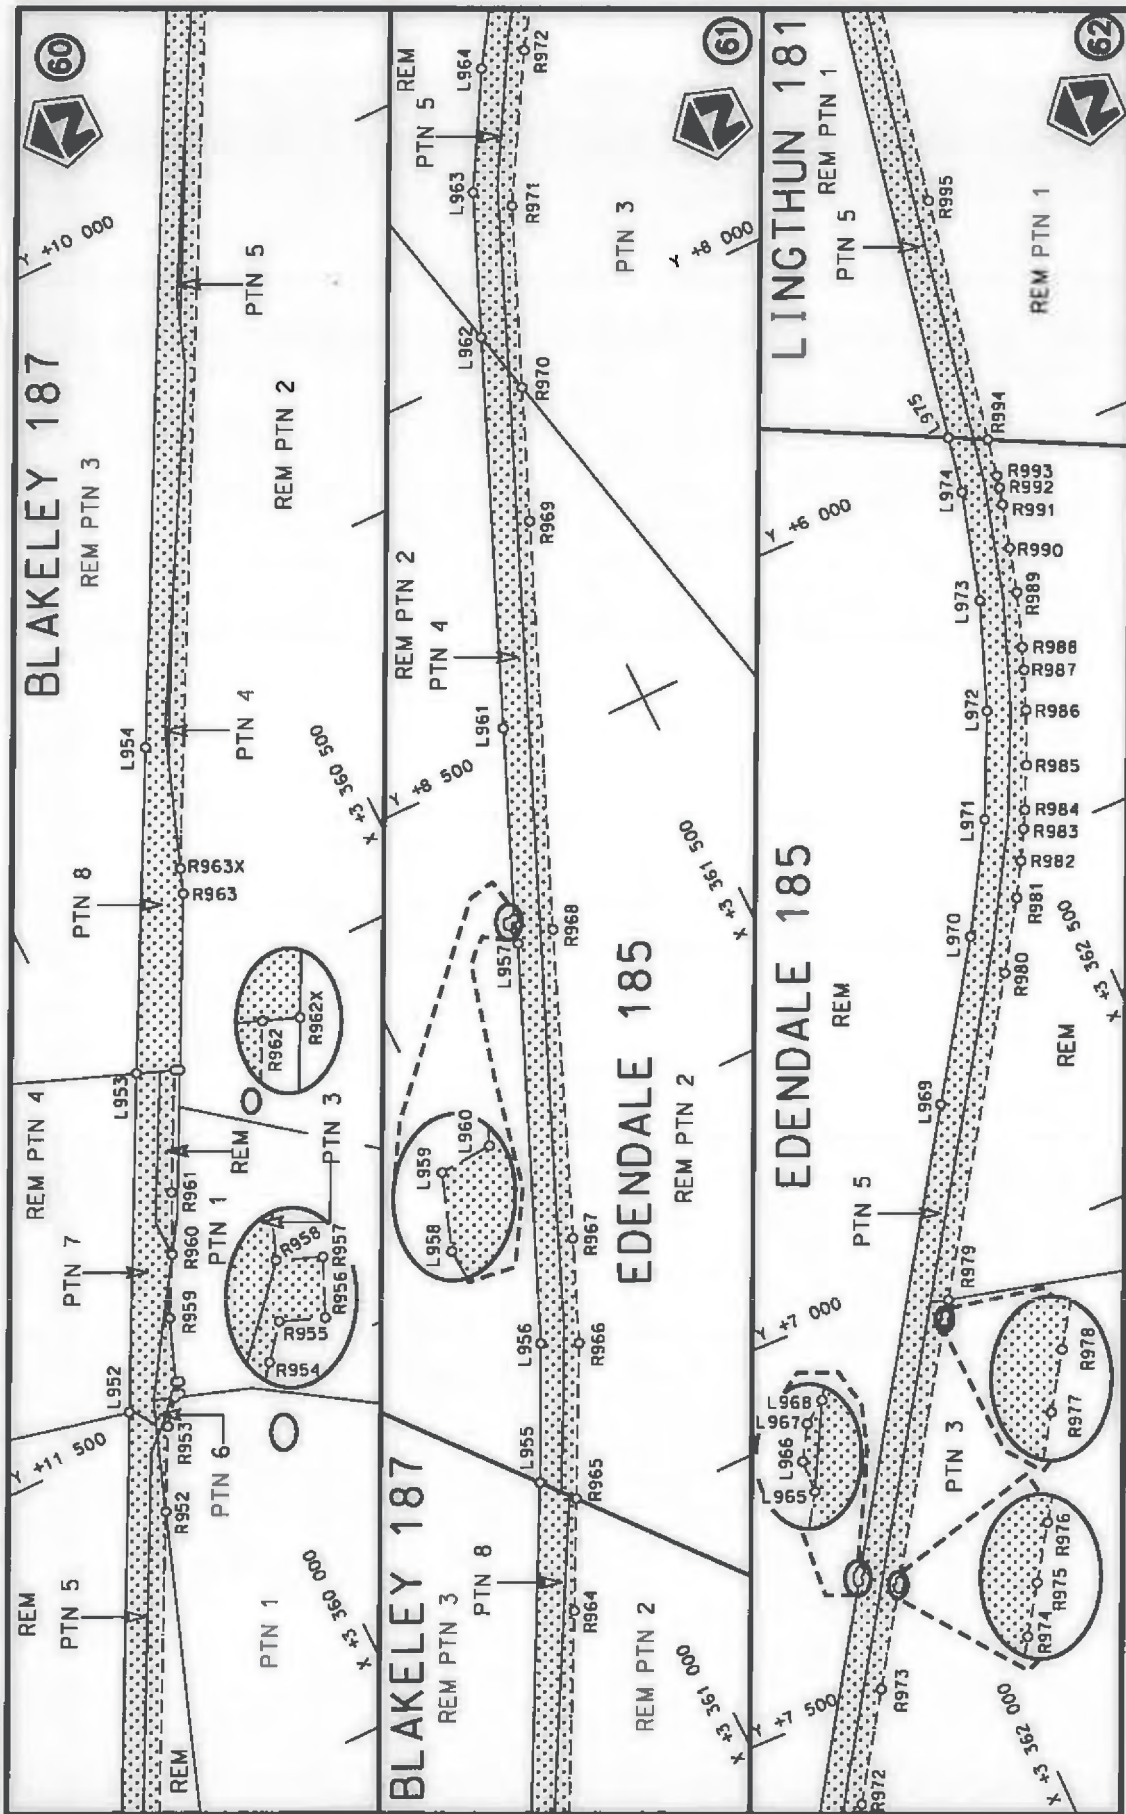 60
N
BLAKELEY 187
REM PTN 3
Y +10 000
PTN 5
REM PTN 2
L954
PTN 4
PTN 8
R963X
R963
X +3 360 500
L953
REM PTN 4
R962
R962X
REM
PTN 3
R961
PTN 1
R960
PTN 7
R959
R958
R957
R956
R955
R954
L952
R953
PTN 6
Y +11 500
R952
REM
PTN 5
PTN 1
X +3 360 000
REM
61
N
REM
L964
R972
PTN 5
L963
R971
PTN 3
Y +8 000
L962
R970
R969
REM PTN 2
PTN 4
L961
Y +8 500
L957
R968
X +3 361 500
EDENDALE 185
REM PTN 2
L960
L959
L958
R967
L956
R966
L955
R965
BLAKELEY 187
REM PTN 3
PTN 8
R964
REM PTN 2
X +3 361 000
62
N
LINGTHUN 181
REM PTN 1
PTN 5
R995
REM PTN 1
L975
R994
L974
R993
R992
R991
Y +6 000
R990
L973
R989
R988
R987
L972
R986
R985
L971
R984
R983
R982
R981
L970
R980
X +3 362 500
EDENDALE 185
REM
REM
L969
PTN 5
R979
Y +7 000
R978
R977
L968
L967
L966
L965
PTN 3
R976
R975
R974
R973
Y +7 500
X +3 362 000
R972